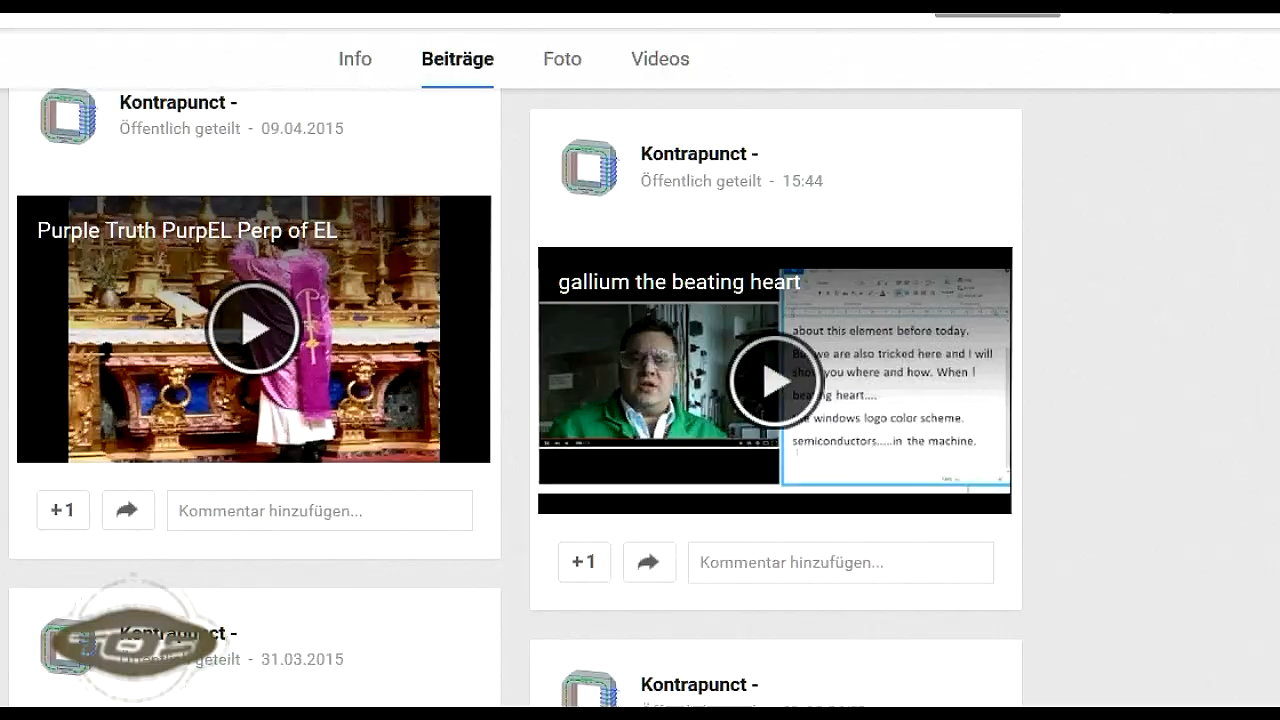 Info Beiträge Foto Videos
Kontrapunct -
Öffentlich geteilt - 09.04.2015
Purple Truth PurpEL Perp of EL
+1 Kommentar hinzufügen...
Kontrapunct -
Öffentlich geteilt - 31.03.2015
TOS
Kontrapunct -
Öffentlich geteilt - 15:44
gallium the beating heart
about this element before today.
we are also tricked here and I will
you where and how. When I
heart....
windows logo color scheme.
semiconductors.....in the machine.
+1 Kommentar hinzufügen...
Kontrapunct -